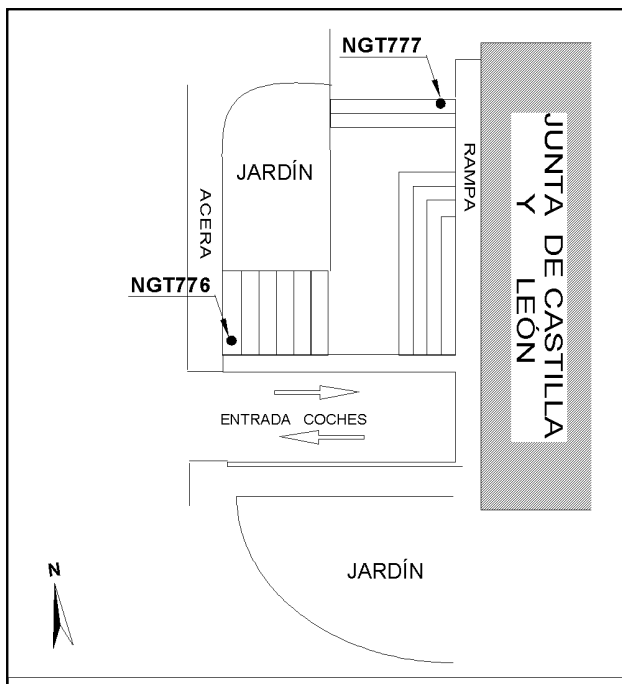 NGT777
JARDÍN
ACERA
RAMPA
JUNTA DE CASTILLA
Y LEÓN
NGT776
ENTRADA COCHES
JARDÍN
N